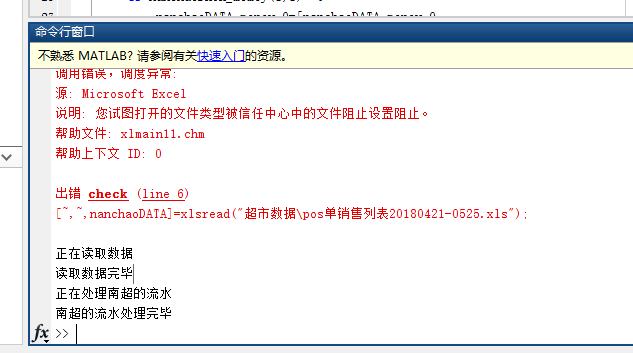 命令行窗口
不熟悉 MATLAB? 请参阅有关快速入门的资源。
调用错误，调度异常:
源: Microsoft Excel
说明: 您试图打开的文件类型被信任中心中的文件阻止设置阻止。
帮助文件: xlmain11.chm
帮助上下文 ID: 0
出错 check (line 6)
[~,~,nanchaoDATA]=xlsread("超市数据\pos单销售列表20180421-0525.xls");
正在读取数据
读取数据完毕
正在处理南超的流水
南超的流水处理完毕
fx >>